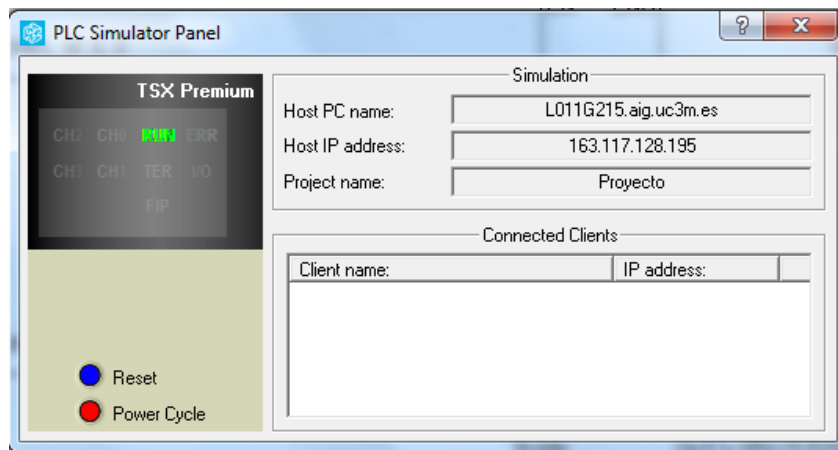 PLC Simulator Panel
TSX Premium
CH2 CH0 RUN ERR
CH3 CH1 TER I/O
FIP
Reset
Power Cycle
Simulation
Host PC name: L011G215.aig.uc3m.es
Host IP address: 163.117.128.195
Project name: Proyecto
Connected Clients
Client name: IP address: